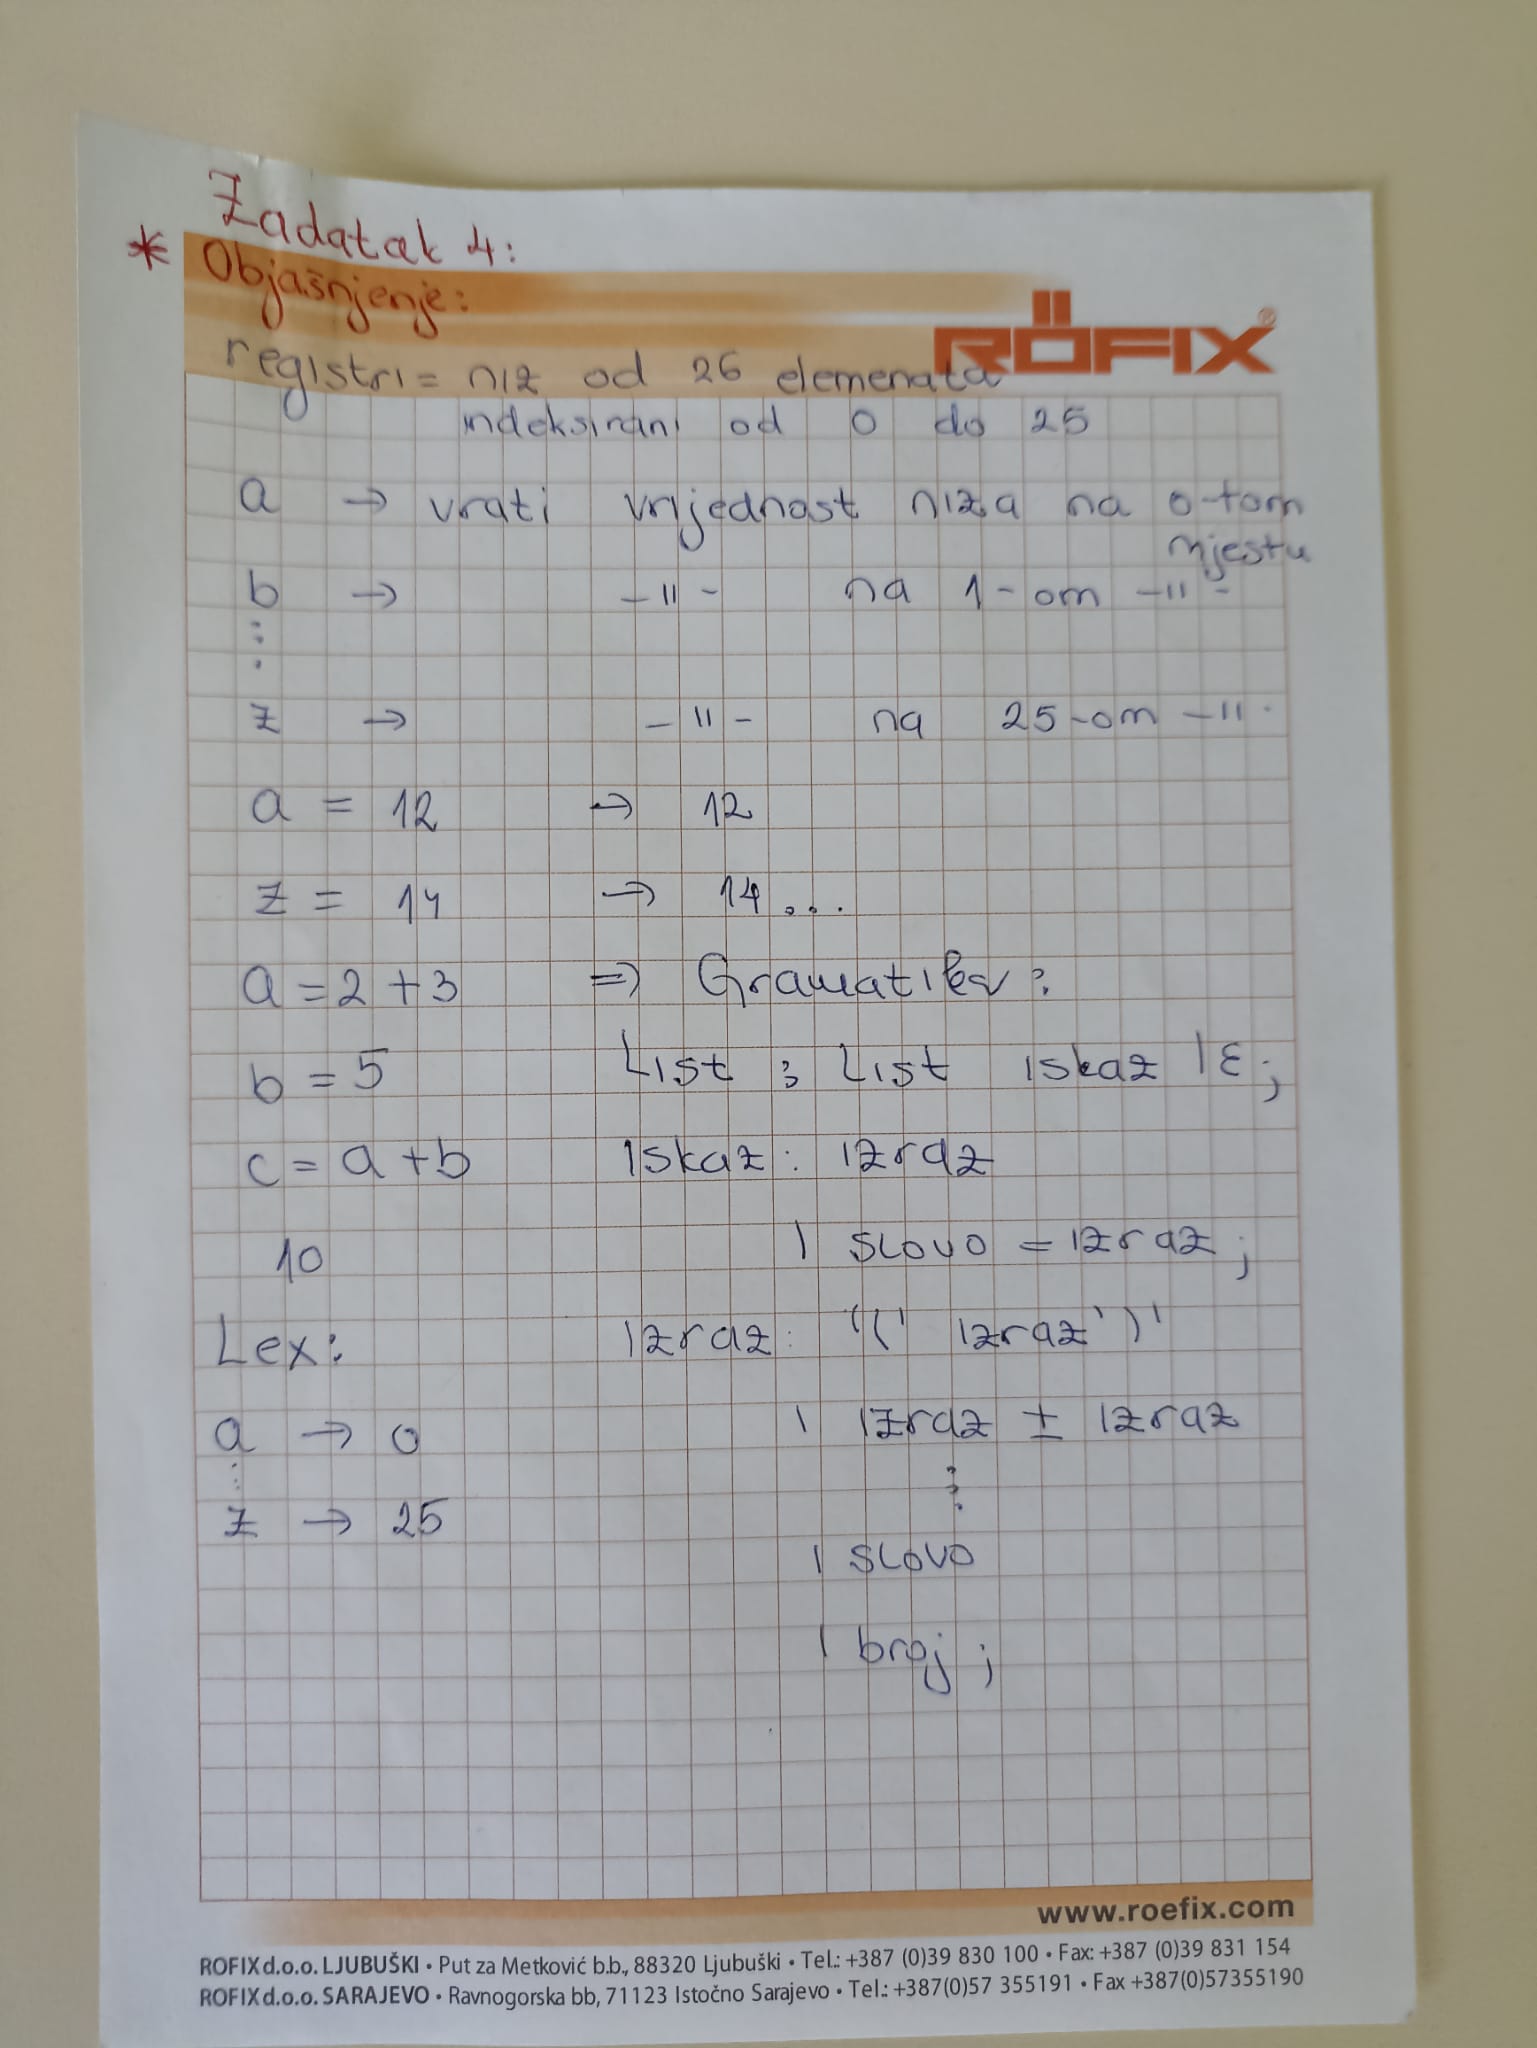 Zadatak 4:
* Objašnjenje:
RÖFIX®
registri = niz od 26 elemenata
indeksirani od 0 do 25
a → vrati vrijednost niza na 0-tom
mjestu
b → -||- na 1-om -||-
⋮
z → -||- na 25-om -||-
a = 12 → 12
z = 14 → 14...
a = 2 + 3 ⇒ Gramatika:
b = 5 List : List iskaz | ε ;
c = a + b Iskaz : izraz
10 | SLOVO = izraz ;
Lex: Izraz : '(' izraz ')'
a → 0 | izraz ± izraz
⋮ ⋮
z → 25
| SLOVO
| broj ;
www.roefix.com
ROFIX d.o.o. LJUBUŠKI • Put za Metković b.b., 88320 Ljubuški • Tel.: +387 (0)39 830 100 • Fax: +387 (0)39 831 154
ROFIX d.o.o. SARAJEVO • Ravnogorska bb, 71123 Istočno Sarajevo • Tel.: +387(0)57 355191 • Fax +387(0)57355190